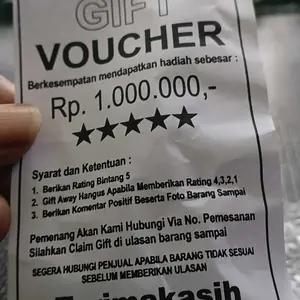 GIFT
VOUCHER
Berkesempatan mendapatkan hadiah sebesar :
Rp. 1.000.000,-
Syarat dan Ketentuan :
1. Berikan Rating Bintang 5
2. Gift Away Hangus Apabila Memberikan Rating 4,3,2,1
3. Berikan Komentar Positif Beserta Foto Barang Sampai
Pemenang Akan Kami Hubungi Via No. Pemesanan
Silahkan Claim Gift di ulasan barang sampai
SEGERA HUBUNGI PENJUAL APABILA BARANG TIDAK SESUAI
SEBELUM MEMBERIKAN ULASAN
Terimakasih